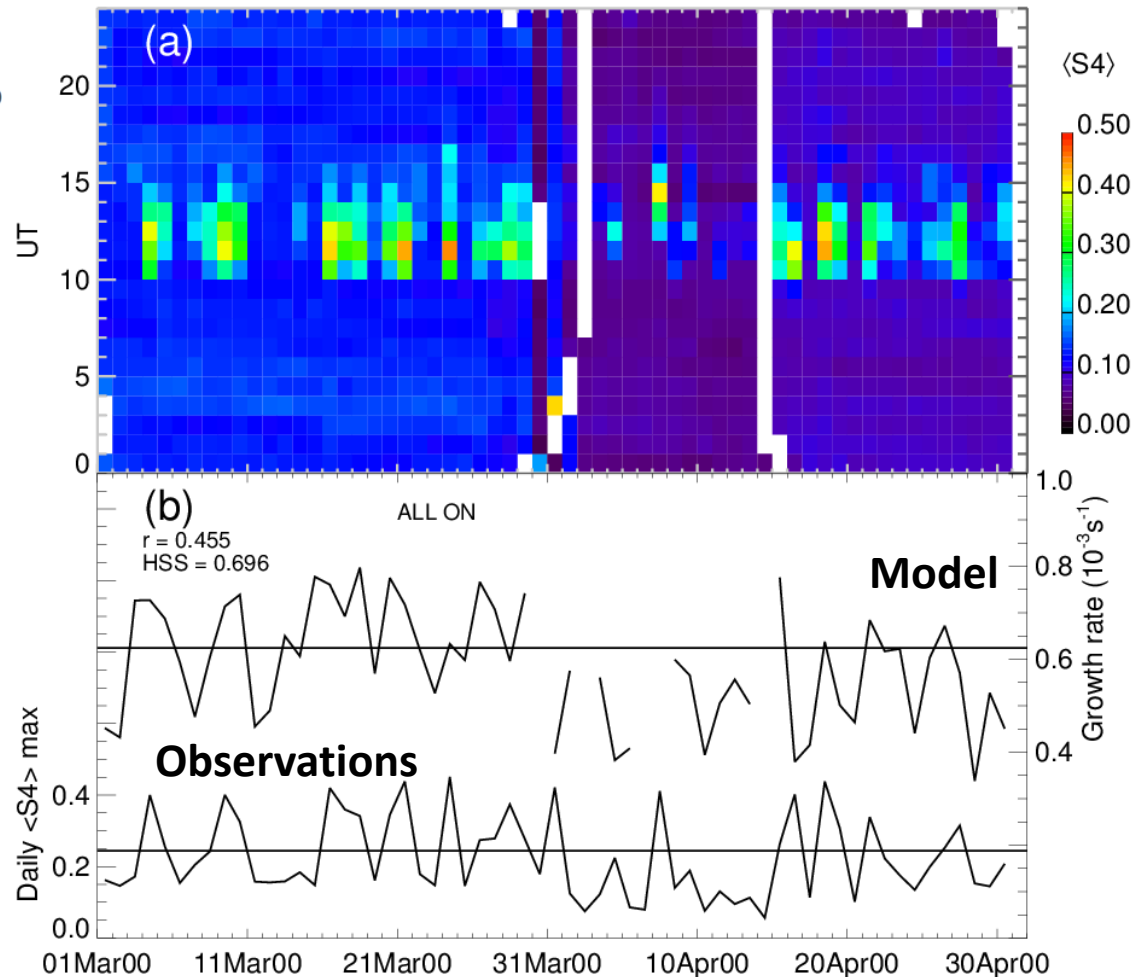 (a)
⟨S4⟩
20
15
10
5
0
UT
0.50
0.40
0.30
0.20
0.10
0.00
(b)
ALL ON
r = 0.455
HSS = 0.696
Model
Observations
1.0
0.8
0.6
0.4
Growth rate (10⁻³s⁻¹)
Daily <S4> max
0.4
0.2
0.0
01Mar00 11Mar00 21Mar00 31Mar00 10Apr00 20Apr00 30Apr00